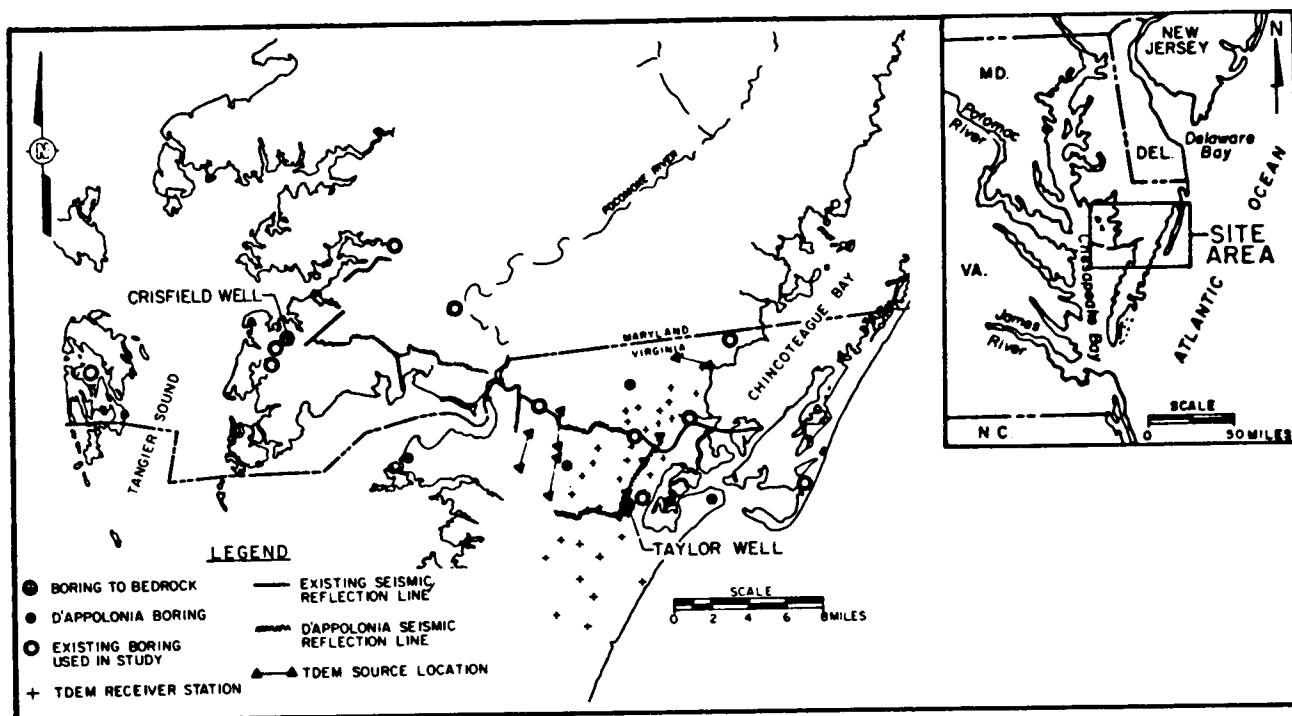 N
POCOMOKE RIVER
CRISFIELD WELL
TANGIER SOUND
MARYLAND
VIRGINIA
CHINCOTEAGUE BAY
TAYLOR WELL
SCALE
0 2 4 6 8 MILES
LEGEND
BORING TO BEDROCK
D'APPOLONIA BORING
EXISTING BORING
USED IN STUDY
TDEM RECEIVER STATION
EXISTING SEISMIC
REFLECTION LINE
D'APPOLONIA SEISMIC
REFLECTION LINE
TDEM SOURCE LOCATION
NEW
JERSEY
N
MD.
Potomac
River
DEL.
Delaware
Bay
ATLANTIC OCEAN
SITE
AREA
VA.
Chesapeake Bay
James
River
N.C.
SCALE
0 50 MILES